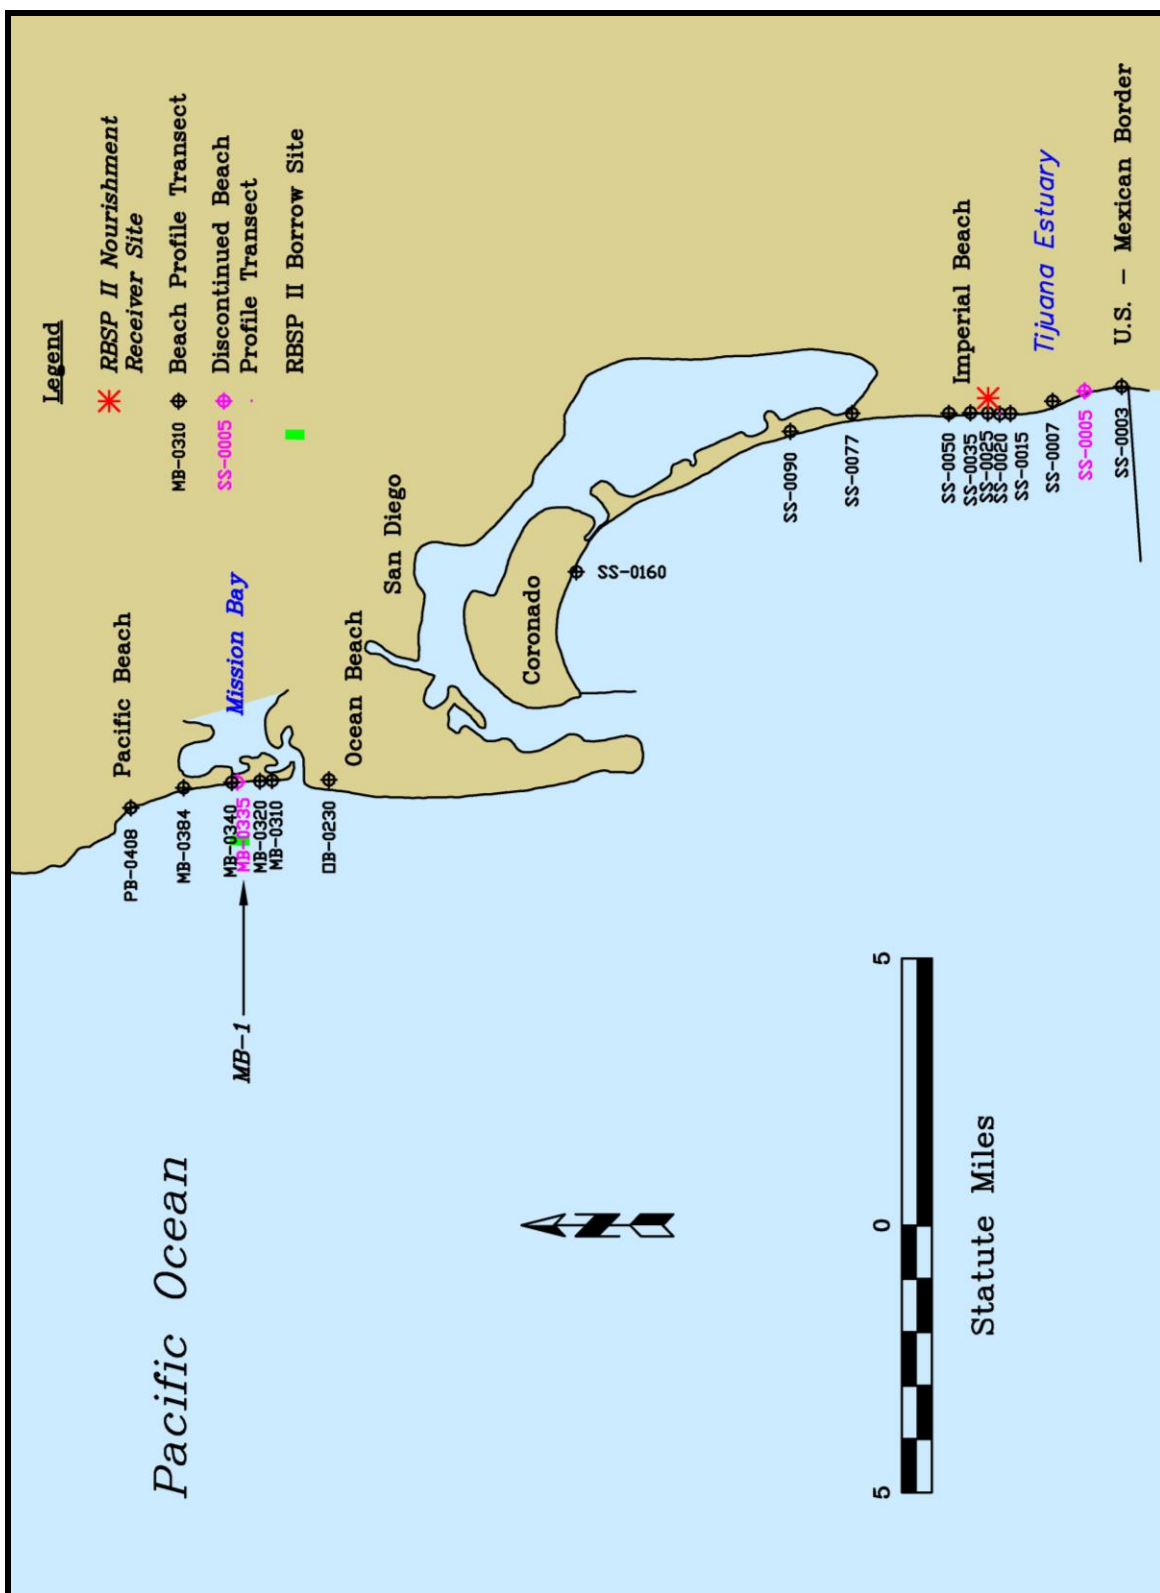 Legend
RBSP II Nourishment
Receiver Site
MB-0310 Beach Profile Transect
SS-0005 Discontinued Beach
Profile Transect
RBSP II Borrow Site
Pacific Beach
Mission Bay
Ocean Beach
San Diego
Coronado
Imperial Beach
Tijuana Estuary
U.S. - Mexican Border
PB-0408
MB-0384
MB-0340
MB-0335
MB-0320
MB-0310
OB-0230
SS-0160
SS-0090
SS-0077
SS-0050
SS-0035
SS-0025
SS-0020
SS-0015
SS-0007
SS-0005
SS-0003
MB-1
Pacific Ocean
N
5 0 5
Statute Miles